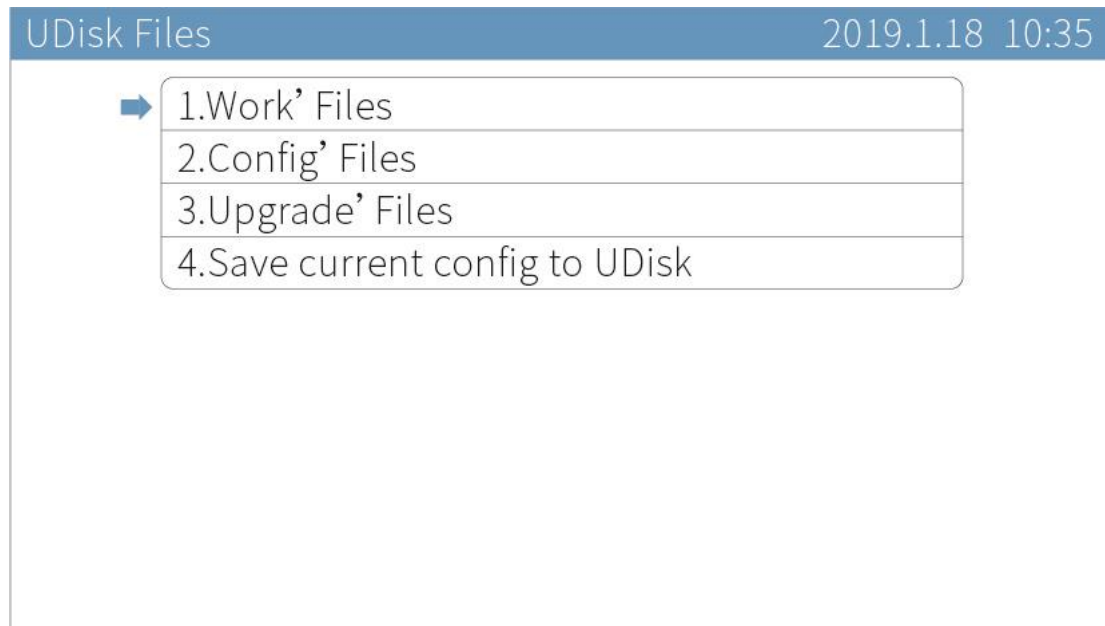 UDisk Files 2019.1.18 10:35
1.Work’ Files
2.Config’ Files
3.Upgrade’ Files
4.Save current config to UDisk